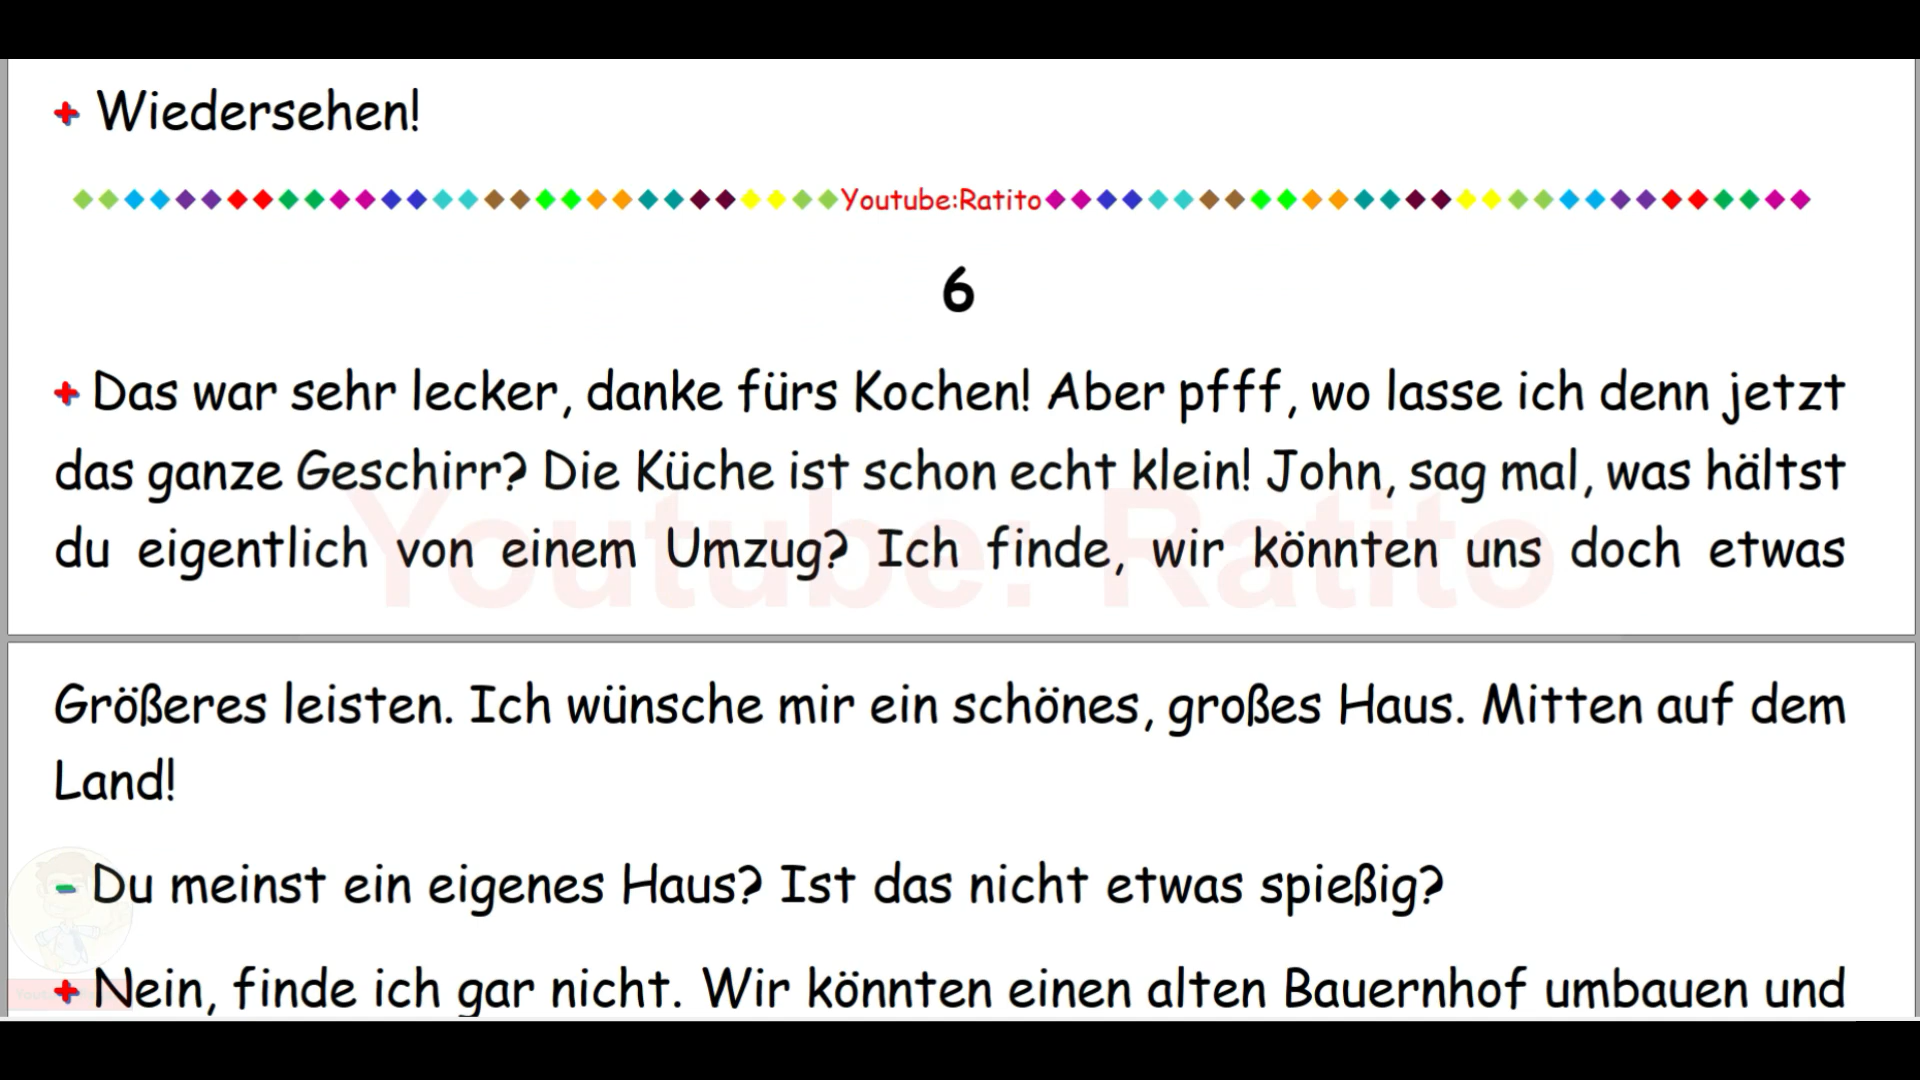 + Wiedersehen!
Youtube:Ratito
6
+ Das war sehr lecker, danke fürs Kochen! Aber pfff, wo lasse ich denn jetzt
das ganze Geschirr? Die Küche ist schon echt klein! John, sag mal, was hältst
du eigentlich von einem Umzug? Ich finde, wir könnten uns doch etwas
Youtube: Ratito
Größeres leisten. Ich wünsche mir ein schönes, großes Haus. Mitten auf dem
Land!
- Du meinst ein eigenes Haus? Ist das nicht etwas spießig?
+ Nein, finde ich gar nicht. Wir könnten einen alten Bauernhof umbauen und